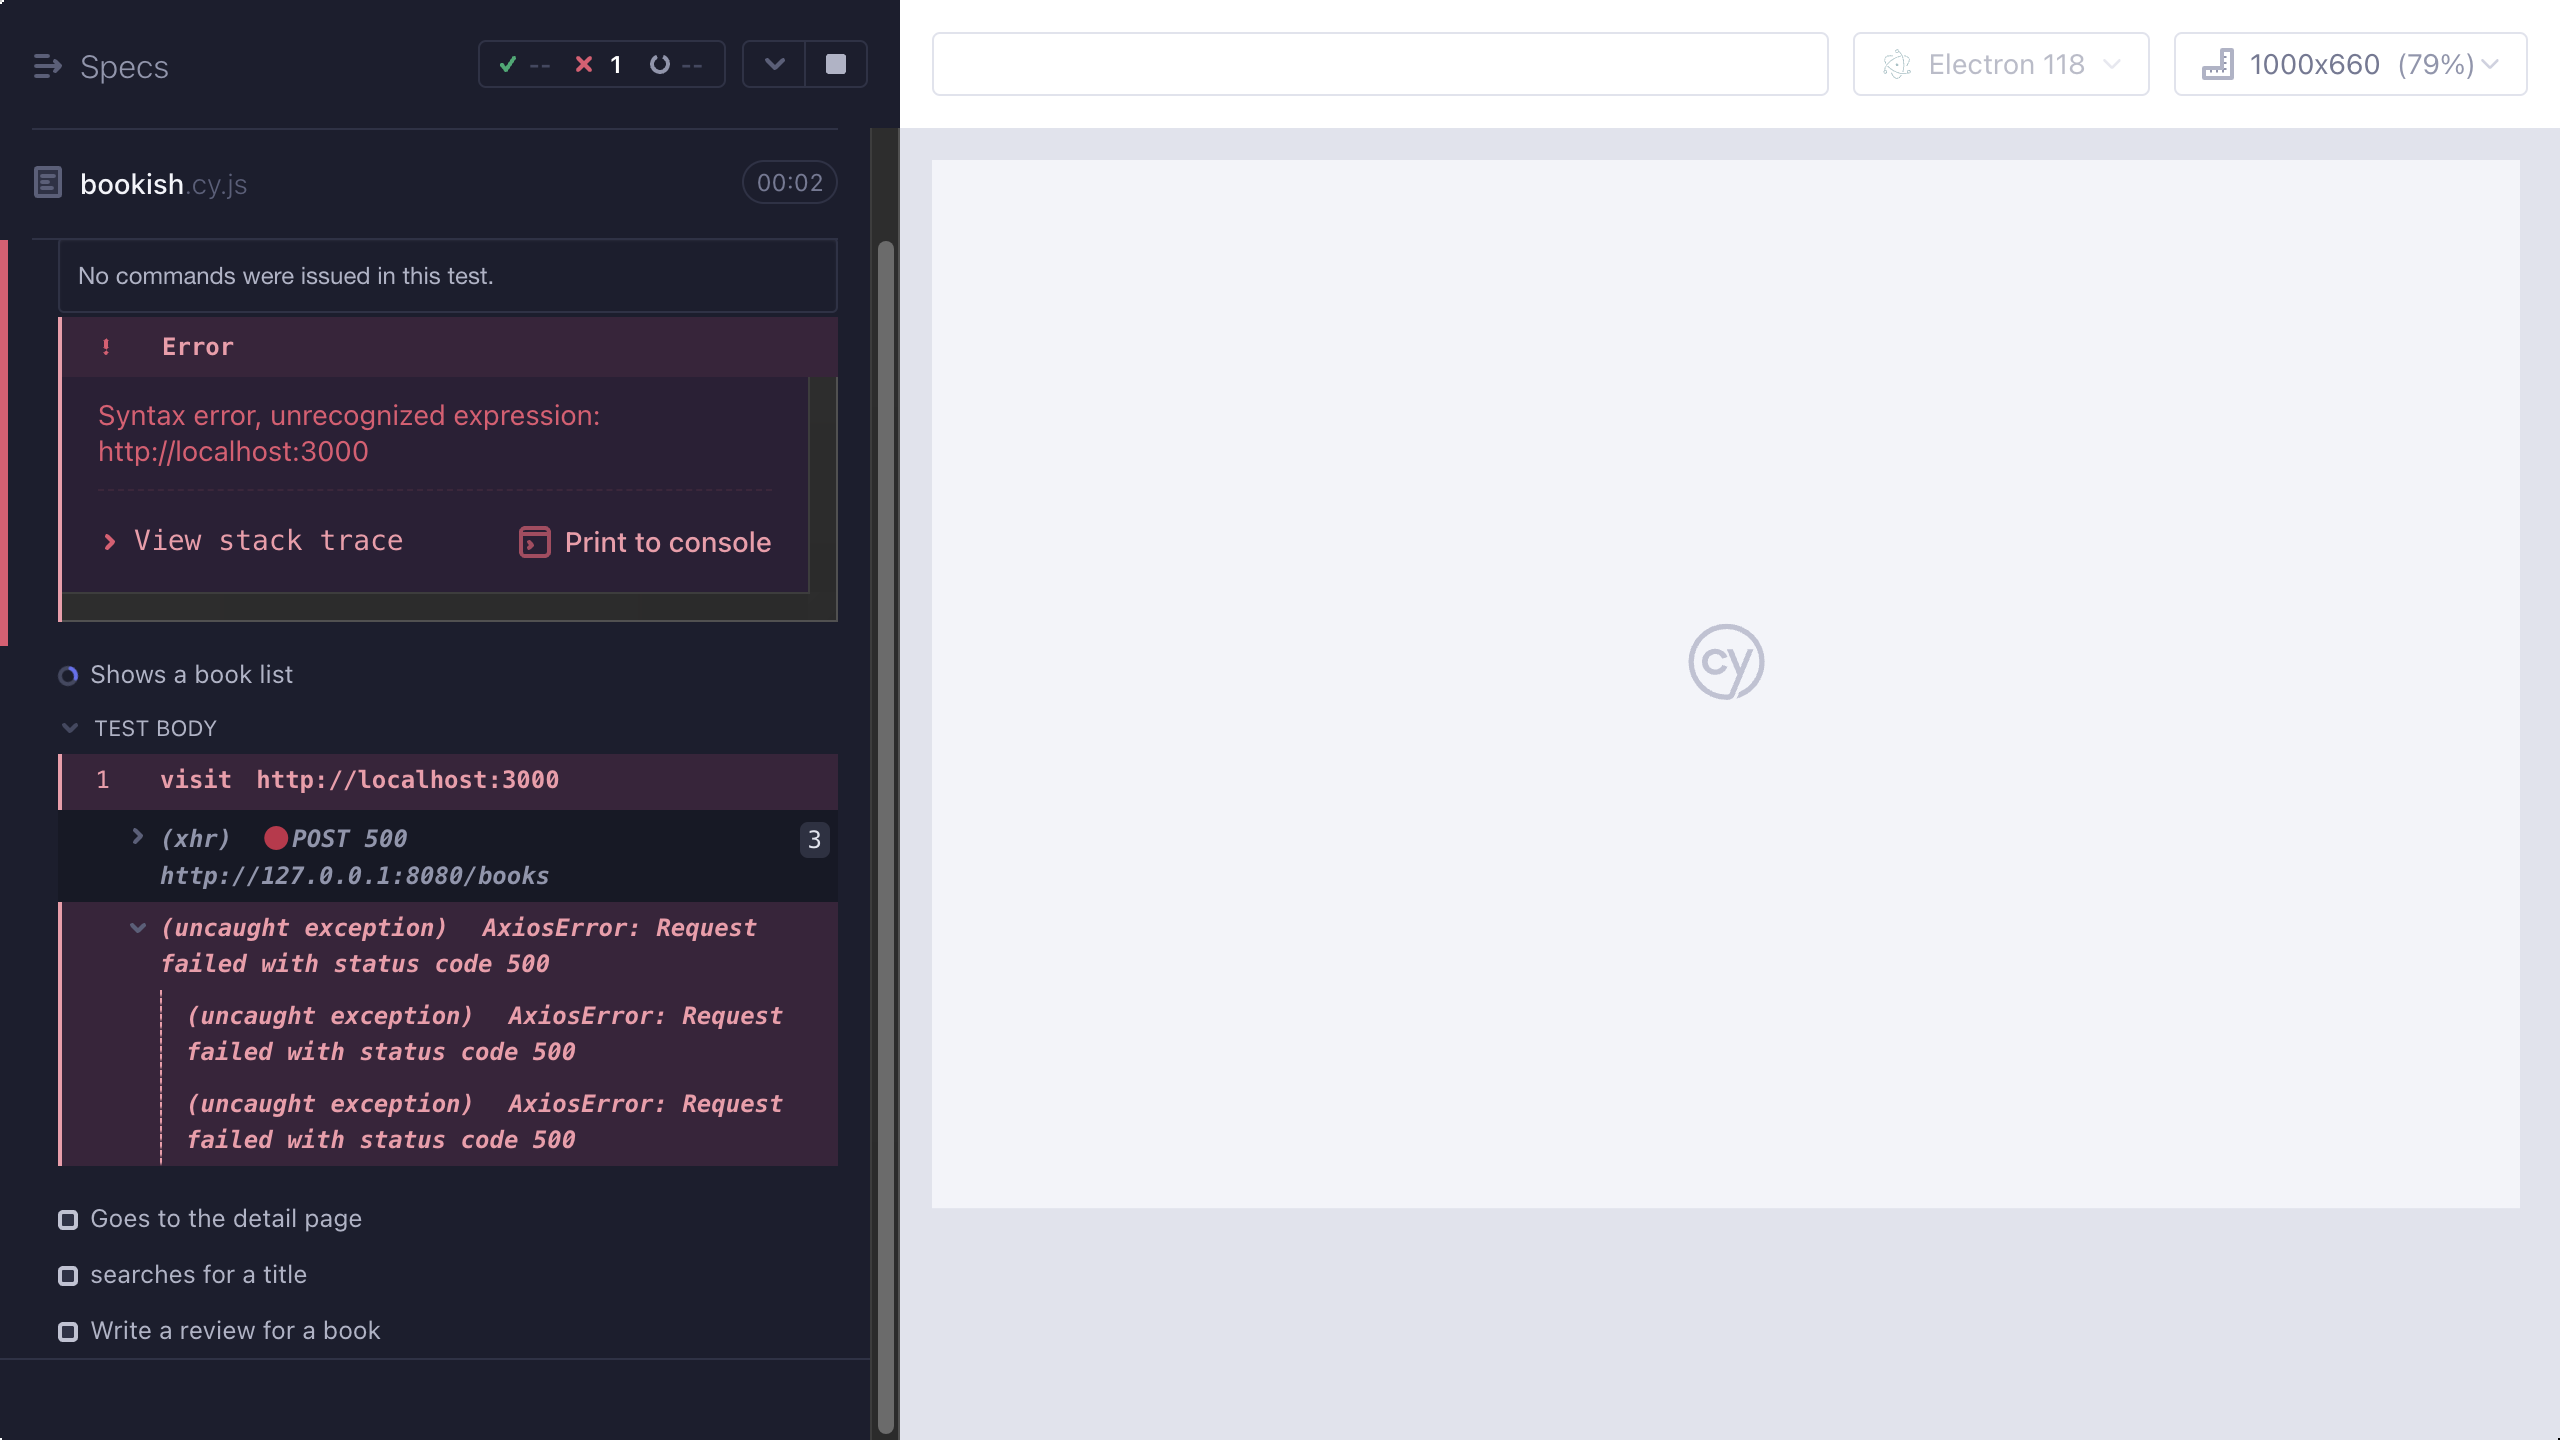 Specs -- 1 --
Electron 118 1000x660 (79%)
bookish.cy.js 00:02
No commands were issued in this test.
! Error
Syntax error, unrecognized expression:
http://localhost:3000
View stack trace Print to console
Shows a book list
TEST BODY
1 visit http://localhost:3000
(xhr) POST 500 3
http://127.0.0.1:8080/books
(uncaught exception) AxiosError: Request
failed with status code 500
(uncaught exception) AxiosError: Request
failed with status code 500
(uncaught exception) AxiosError: Request
failed with status code 500
Goes to the detail page
searches for a title
Write a review for a book
cy